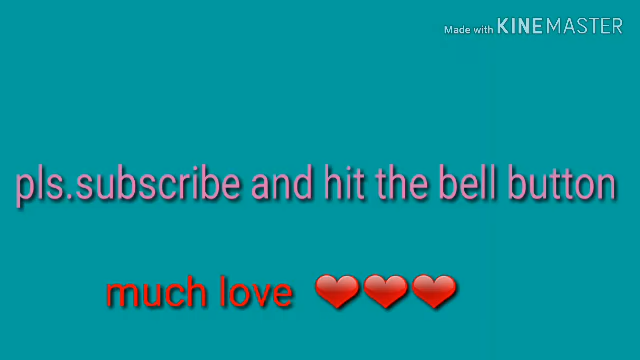 Made with KINEMASTER
pls.subscribe and hit the bell button
much love ❤❤❤